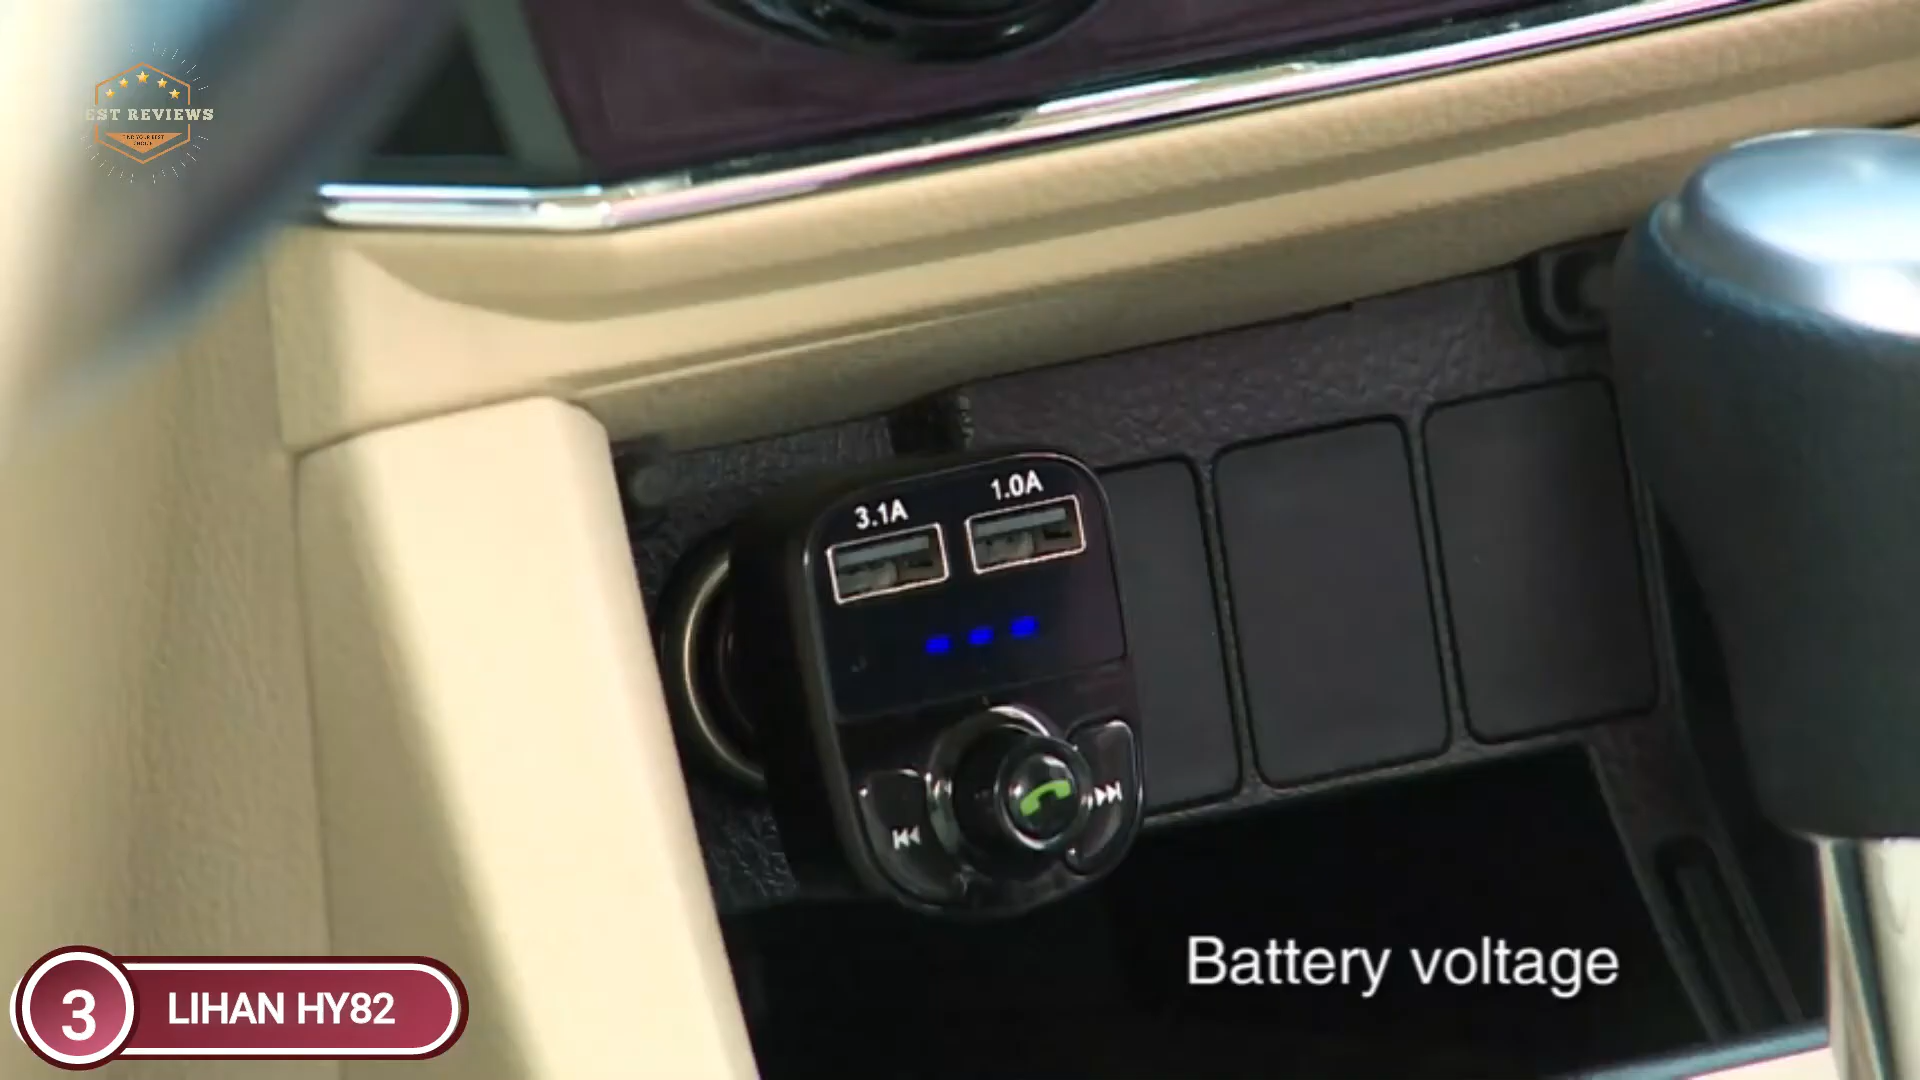 EST REVIEWS
3.1A
1.0A
Battery voltage
3
LIHAN HY82